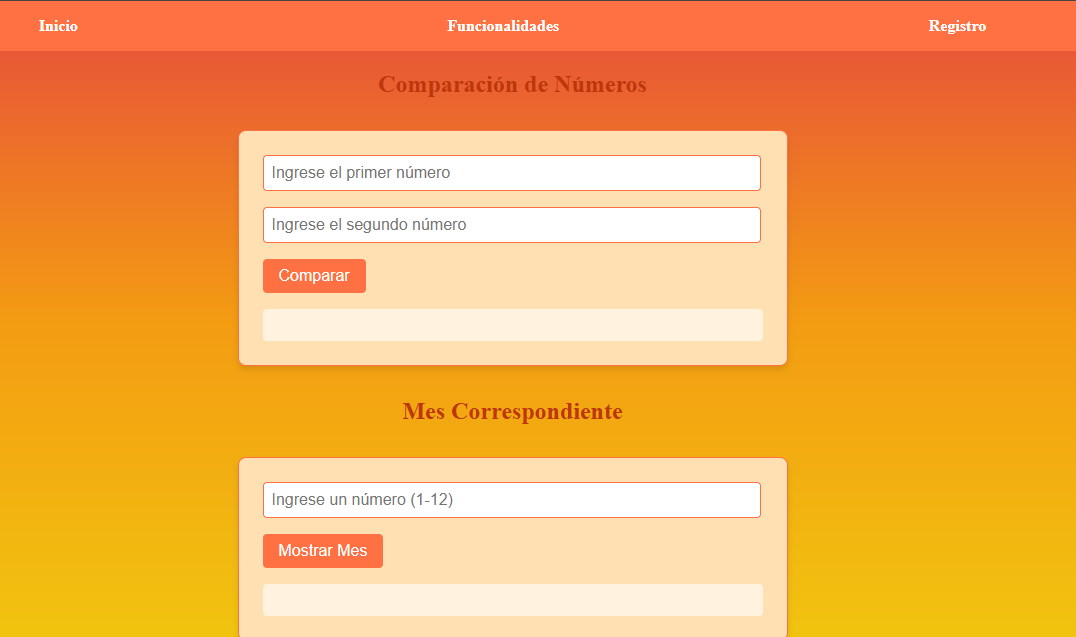 Inicio Funcionalidades Registro
Comparación de Números
Ingrese el primer número
Ingrese el segundo número
Comparar
Mes Correspondiente
Ingrese un número (1-12)
Mostrar Mes